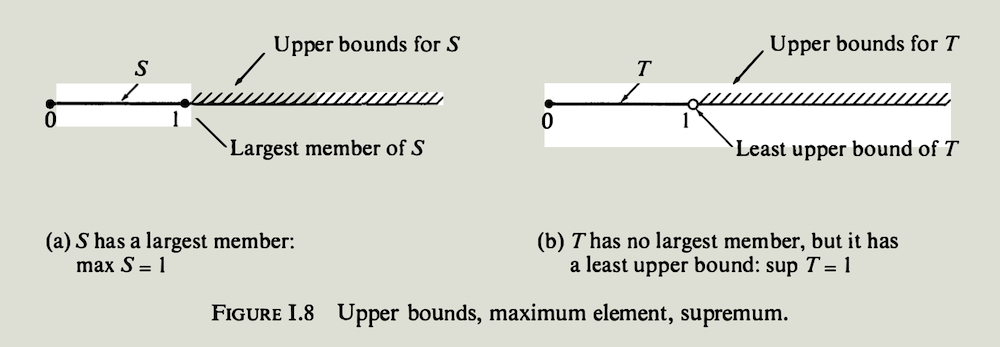 Upper bounds for S
S
0
1
Largest member of S
(a) S has a largest member:
max S = 1
Upper bounds for T
T
0
1
Least upper bound of T
(b) T has no largest member, but it has
a least upper bound: sup T = 1
FIGURE I.8 Upper bounds, maximum element, supremum.